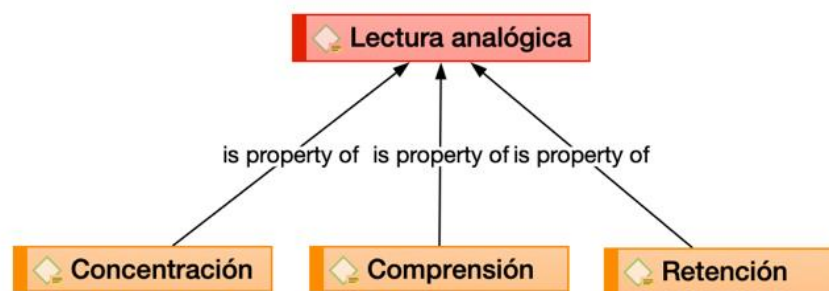 Lectura analógica
is property of is property of is property of
Concentración Comprensión Retención